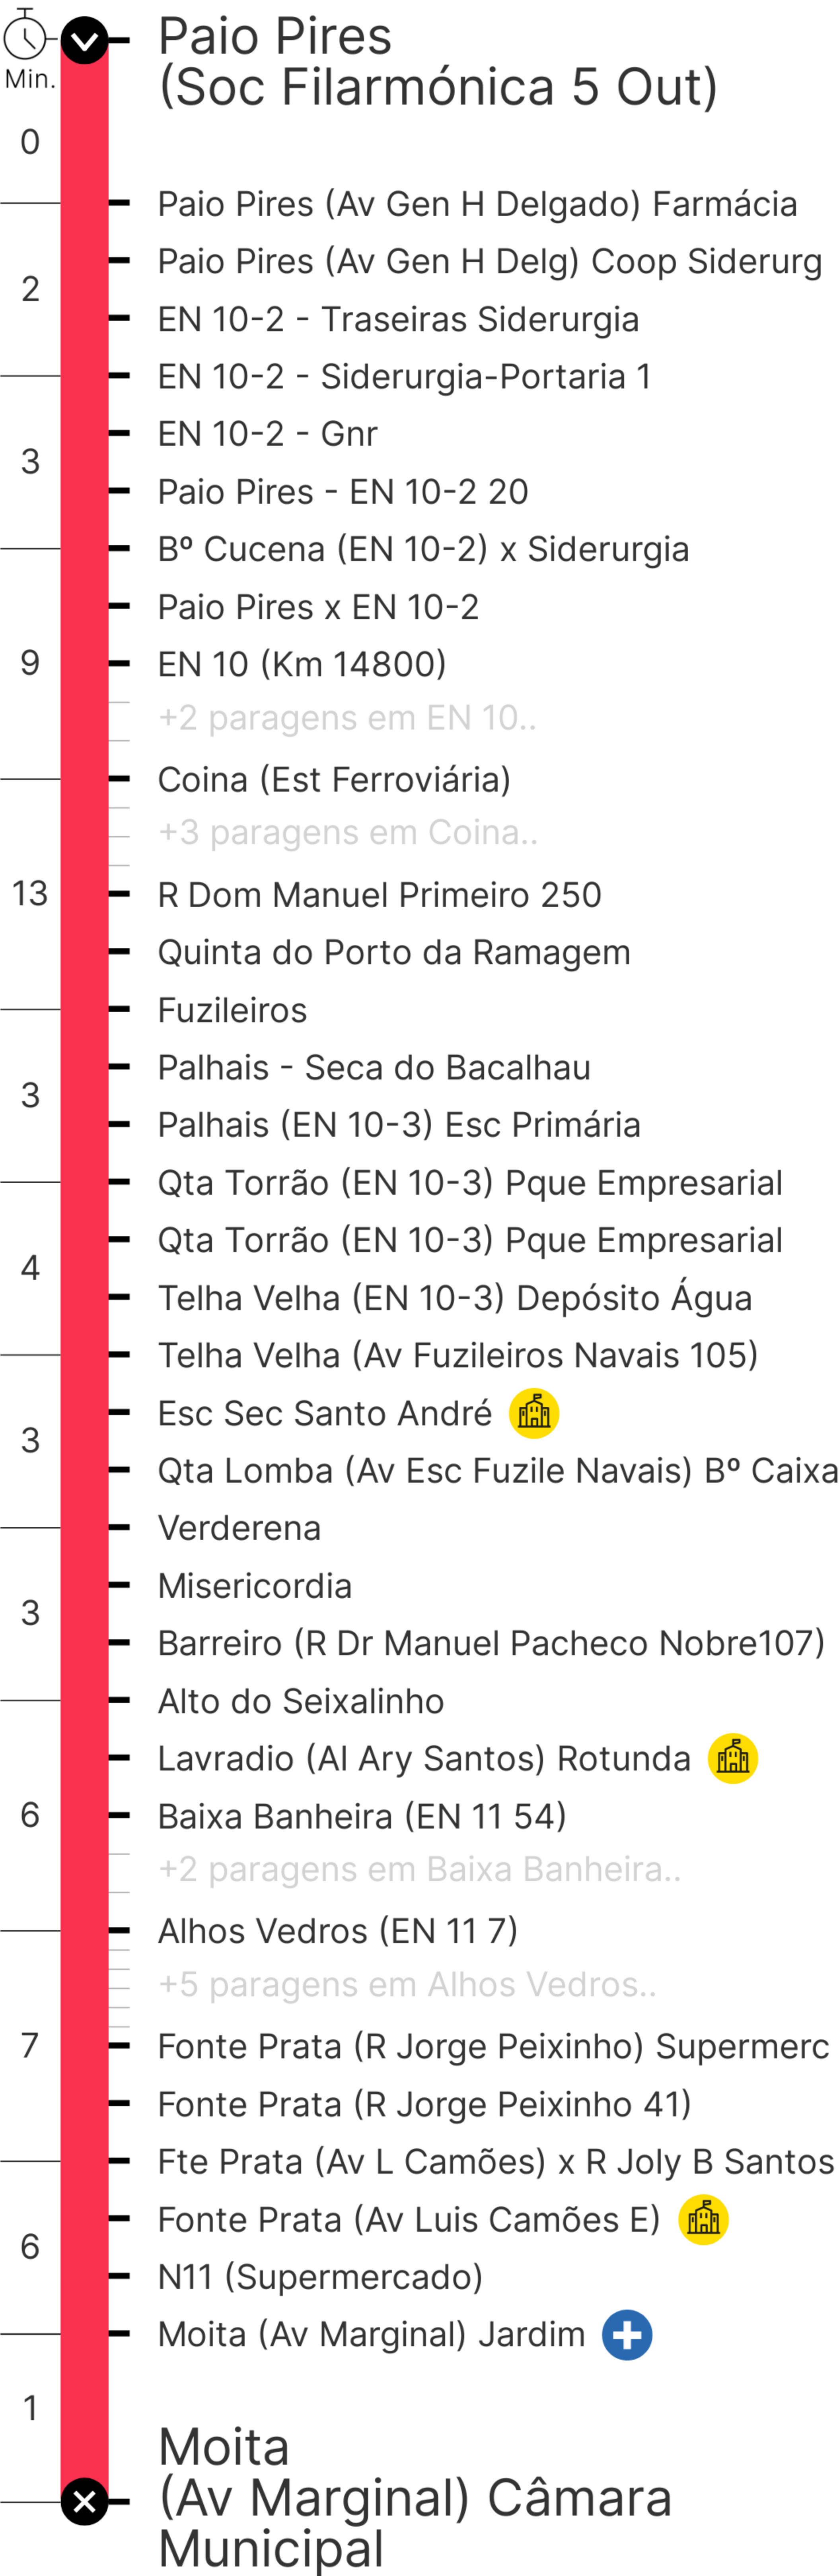 Paio Pires
(Soc Filarmónica 5 Out)
Min.
0
Paio Pires (Av Gen H Delgado) Farmácia
Paio Pires (Av Gen H Delg) Coop Siderurg
2
EN 10-2 - Traseiras Siderurgia
EN 10-2 - Siderurgia-Portaria 1
EN 10-2 - Gnr
3
Paio Pires - EN 10-2 20
Bº Cucena (EN 10-2) x Siderurgia
Paio Pires x EN 10-2
9
EN 10 (Km 14800)
+2 paragens em EN 10..
Coina (Est Ferroviária)
+3 paragens em Coina..
13
R Dom Manuel Primeiro 250
Quinta do Porto da Ramagem
Fuzileiros
Palhais - Seca do Bacalhau
3
Palhais (EN 10-3) Esc Primária
Qta Torrão (EN 10-3) Pque Empresarial
Qta Torrão (EN 10-3) Pque Empresarial
4
Telha Velha (EN 10-3) Depósito Água
Telha Velha (Av Fuzileiros Navais 105)
Esc Sec Santo André
3
Qta Lomba (Av Esc Fuzile Navais) Bº Caixa
Verderena
Misericordia
3
Barreiro (R Dr Manuel Pacheco Nobre107)
Alto do Seixalinho
Lavradio (Al Ary Santos) Rotunda
6
Baixa Banheira (EN 11 54)
+2 paragens em Baixa Banheira..
Alhos Vedros (EN 11 7)
+5 paragens em Alhos Vedros..
7
Fonte Prata (R Jorge Peixinho) Supermerc
Fonte Prata (R Jorge Peixinho 41)
Fte Prata (Av L Camões) x R Joly B Santos
Fonte Prata (Av Luis Camões E)
6
N11 (Supermercado)
Moita (Av Marginal) Jardim
1
Moita
(Av Marginal) Câmara
Municipal